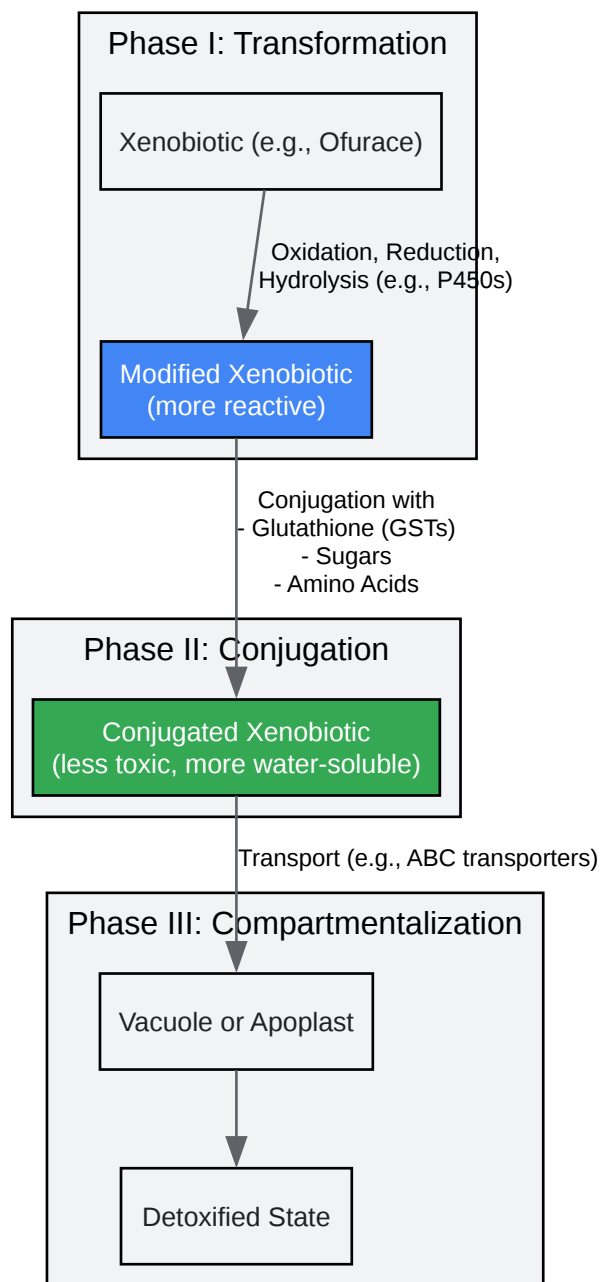 Phase I: Transformation
Xenobiotic (e.g., Ofurace)
Oxidation, Reduction,
Hydrolysis (e.g., P450s)
Modified Xenobiotic
(more reactive)
Conjugation with
- Glutathione (GSTs)
- Sugars
- Amino Acids
Phase II: Conjugation
Conjugated Xenobiotic
(less toxic, more water-soluble)
Transport (e.g., ABC transporters)
Phase III: Compartmentalization
Vacuole or Apoplast
Detoxified State